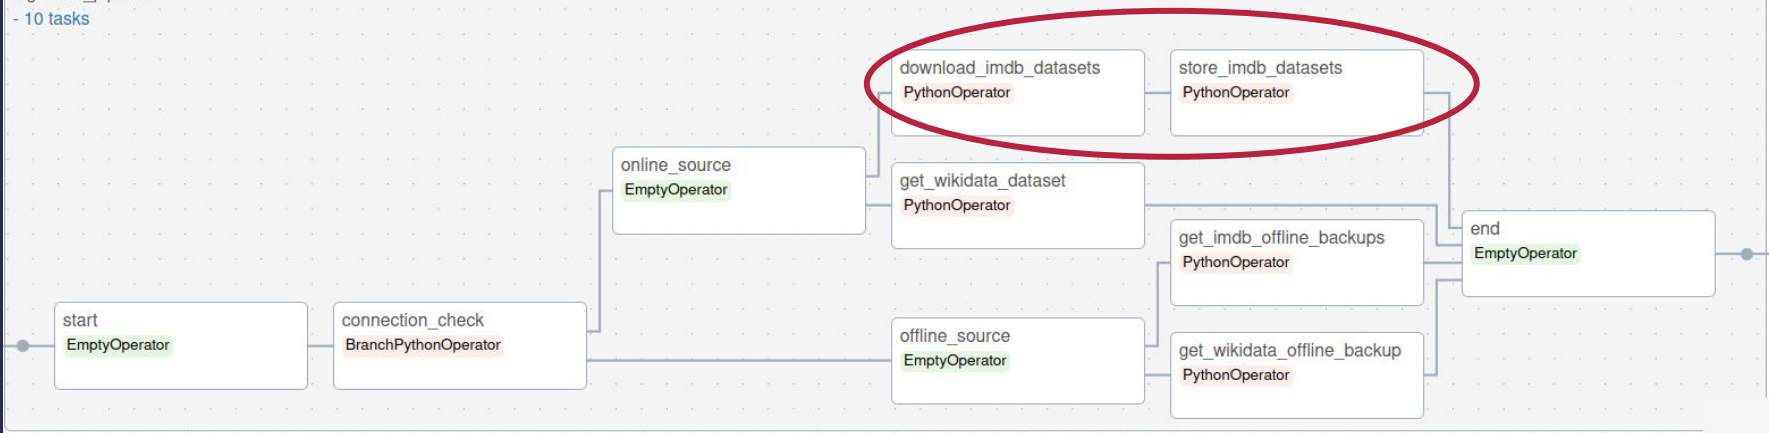 - 10 tasks
download_imdb_datasets
PythonOperator
store_imdb_datasets
PythonOperator
online_source
EmptyOperator
get_wikidata_dataset
PythonOperator
get_imdb_offline_backups
PythonOperator
end
EmptyOperator
start
EmptyOperator
connection_check
BranchPythonOperator
offline_source
EmptyOperator
get_wikidata_offline_backup
PythonOperator